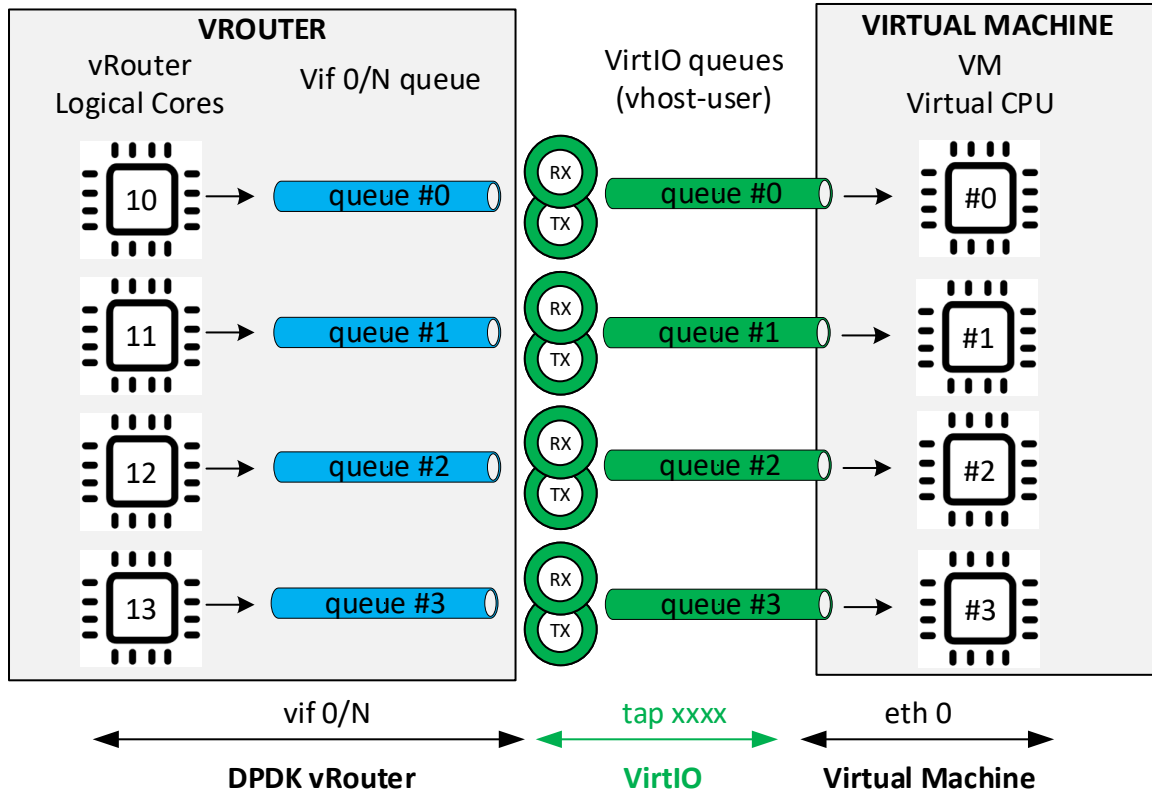 VROUTER
vRouter
Logical Cores
Vif 0/N queue
VirtIO queues
(vhost-user)
VIRTUAL MACHINE
VM
Virtual CPU
10
queue #0
RX
TX
queue #0
#0
11
queue #1
RX
TX
queue #1
#1
12
queue #2
RX
TX
queue #2
#2
13
queue #3
RX
TX
queue #3
#3
vif 0/N
tap xxxx
eth 0
DPDK vRouter
VirtIO
Virtual Machine